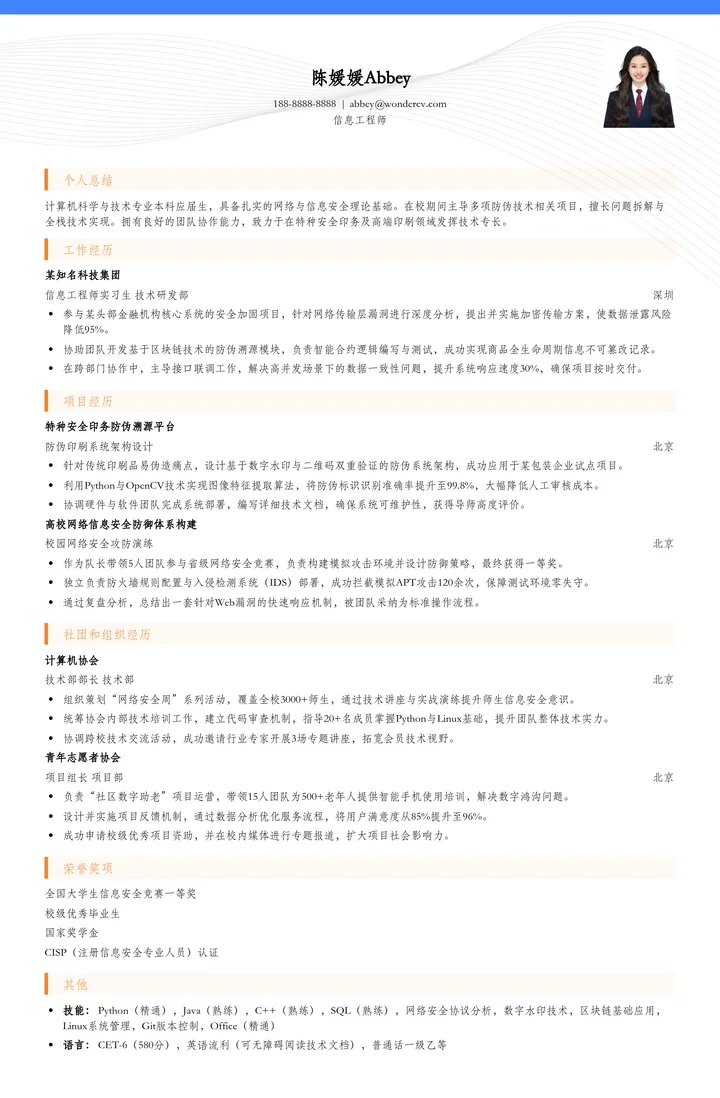 陈媛媛Abbey
188-8888-8888 | abbey@wondercv.com
信息工程师
个人总结
计算机科学与技术专业本科应届生，具备扎实的网络与信息安全理论基础。在校期间主导多项防伪技术相关项目，擅长问题拆解与
全栈技术实现。拥有良好的团队协作能力，致力于在特种安全印务及高端印刷领域发挥技术专长。
工作经历
某知名科技集团
信息工程师实习生 技术研发部 深圳
• 参与某头部金融机构核心系统的安全加固项目，针对网络传输层漏洞进行深度分析，提出并实施加密传输方案，使数据泄露风险
降低95%。
• 协助团队开发基于区块链技术的防伪溯源模块，负责智能合约逻辑编写与测试，成功实现商品全生命周期信息不可篡改记录。
• 在跨部门协作中，主导接口联调工作，解决高并发场景下的数据一致性问题，提升系统响应速度30%，确保项目按时交付。
项目经历
特种安全印务防伪溯源平台
防伪印刷系统架构设计 北京
• 针对传统印刷品易伪造痛点，设计基于数字水印与二维码双重验证的防伪系统架构，成功应用于某包装企业试点项目。
• 利用Python与OpenCV技术实现图像特征提取算法，将防伪标识识别准确率提升至99.8%，大幅降低人工审核成本。
• 协调硬件与软件团队完成系统部署，编写详细技术文档，确保系统可维护性，获得导师高度评价。
高校网络信息安全防御体系构建
校园网络安全攻防演练 北京
• 作为队长带领5人团队参与省级网络安全竞赛，负责构建模拟攻击环境并设计防御策略，最终获得一等奖。
• 独立负责防火墙规则配置与入侵检测系统（IDS）部署，成功拦截模拟APT攻击120余次，保障测试环境零失守。
• 通过复盘分析，总结出一套针对Web漏洞的快速响应机制，被团队采纳为标准操作流程。
社团和组织经历
计算机协会
技术部部长 技术部 北京
• 组织策划“网络安全周”系列活动，覆盖全校3000+师生，通过技术讲座与实战演练提升师生信息安全意识。
• 统筹协会内部技术培训工作，建立代码审查机制，指导20+名成员掌握Python与Linux基础，提升团队整体技术实力。
• 协调跨校技术交流活动，成功邀请行业专家开展3场专题讲座，拓宽会员技术视野。
青年志愿者协会
项目组长 项目部 北京
• 负责“社区数字助老”项目运营，带领15人团队为500+老年人提供智能手机使用培训，解决数字鸿沟问题。
• 设计并实施项目反馈机制，通过数据分析优化服务流程，将用户满意度从85%提升至96%。
• 成功申请校级优秀项目资助，并在校内媒体进行专题报道，扩大项目社会影响力。
荣誉奖项
全国大学生信息安全竞赛一等奖
校级优秀毕业生
国家奖学金
CISP（注册信息安全专业人员）认证
其他
• 技能： Python（精通）, Java（熟练）, C++（熟练）, SQL（熟练）, 网络安全协议分析, 数字水印技术, 区块链基础应用,
Linux系统管理, Git版本控制, Office（精通）
• 语言： CET-6（580分）, 英语流利（可无障碍阅读技术文档）, 普通话一级乙等